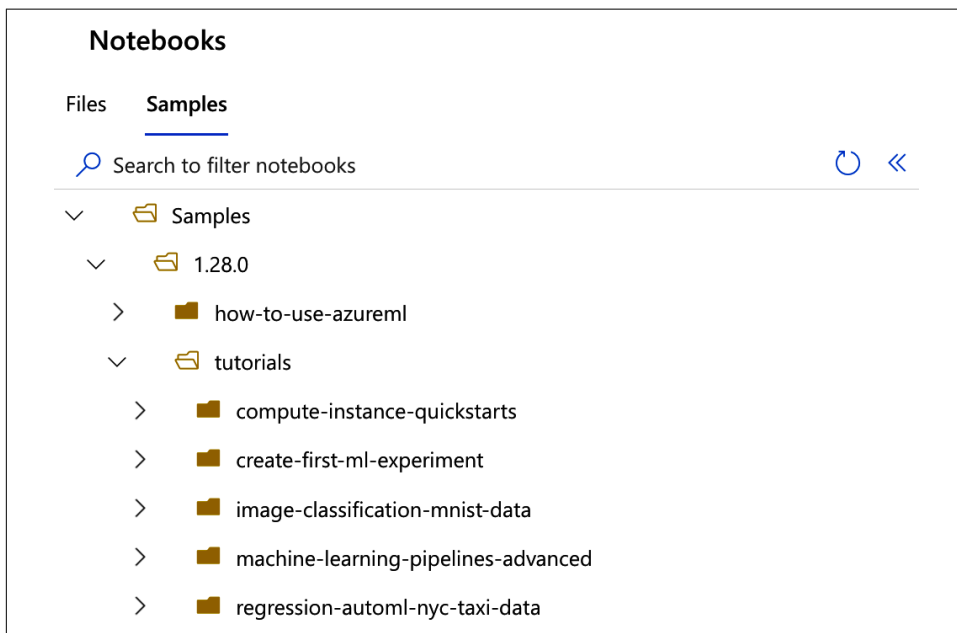 Notebooks
Files Samples
Search to filter notebooks
Samples
1.28.0
how-to-use-azureml
tutorials
compute-instance-quickstarts
create-first-ml-experiment
image-classification-mnist-data
machine-learning-pipelines-advanced
regression-automl-nyc-taxi-data